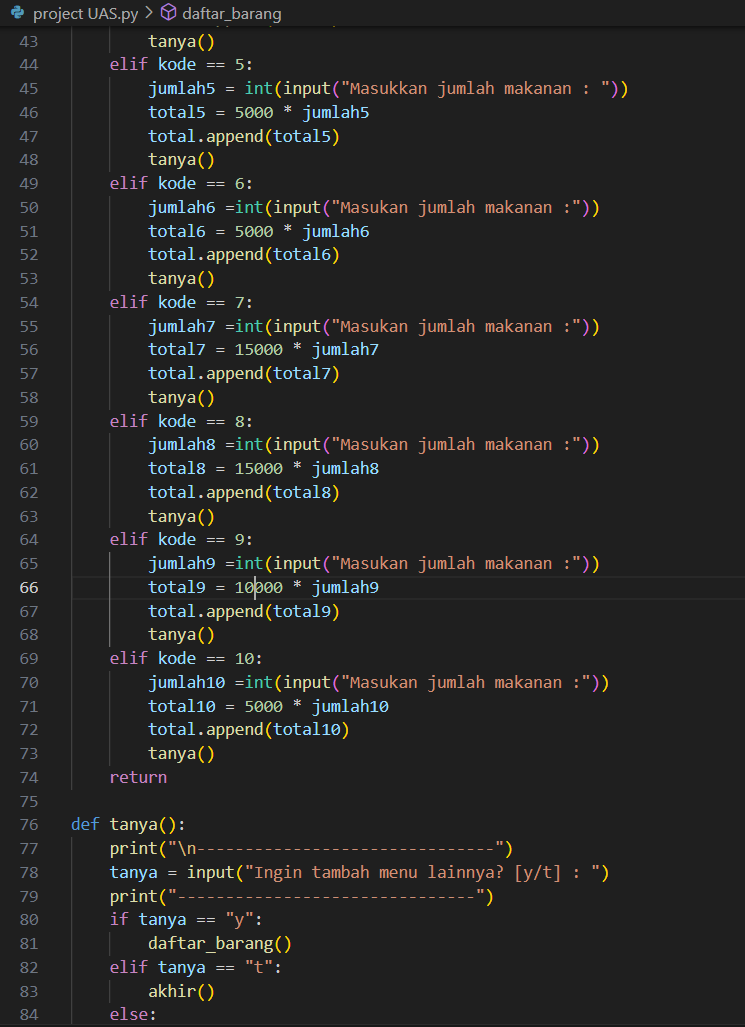 project UAS.py > daftar_barang
43 tanya()
44 elif kode == 5:
45 jumlah5 = int(input("Masukkan jumlah makanan : "))
46 total5 = 5000 * jumlah5
47 total.append(total5)
48 tanya()
49 elif kode == 6:
50 jumlah6 =int(input("Masukan jumlah makanan :"))
51 total6 = 5000 * jumlah6
52 total.append(total6)
53 tanya()
54 elif kode == 7:
55 jumlah7 =int(input("Masukan jumlah makanan :"))
56 total7 = 15000 * jumlah7
57 total.append(total7)
58 tanya()
59 elif kode == 8:
60 jumlah8 =int(input("Masukan jumlah makanan :"))
61 total8 = 15000 * jumlah8
62 total.append(total8)
63 tanya()
64 elif kode == 9:
65 jumlah9 =int(input("Masukan jumlah makanan :"))
66 total9 = 10000 * jumlah9
67 total.append(total9)
68 tanya()
69 elif kode == 10:
70 jumlah10 =int(input("Masukan jumlah makanan :"))
71 total10 = 5000 * jumlah10
72 total.append(total10)
73 tanya()
74 return
75
76 def tanya():
77 print("\n-------------------------------")
78 tanya = input("Ingin tambah menu lainnya? [y/t] : ")
79 print("-------------------------------")
80 if tanya == "y":
81 daftar_barang()
82 elif tanya == "t":
83 akhir()
84 else: